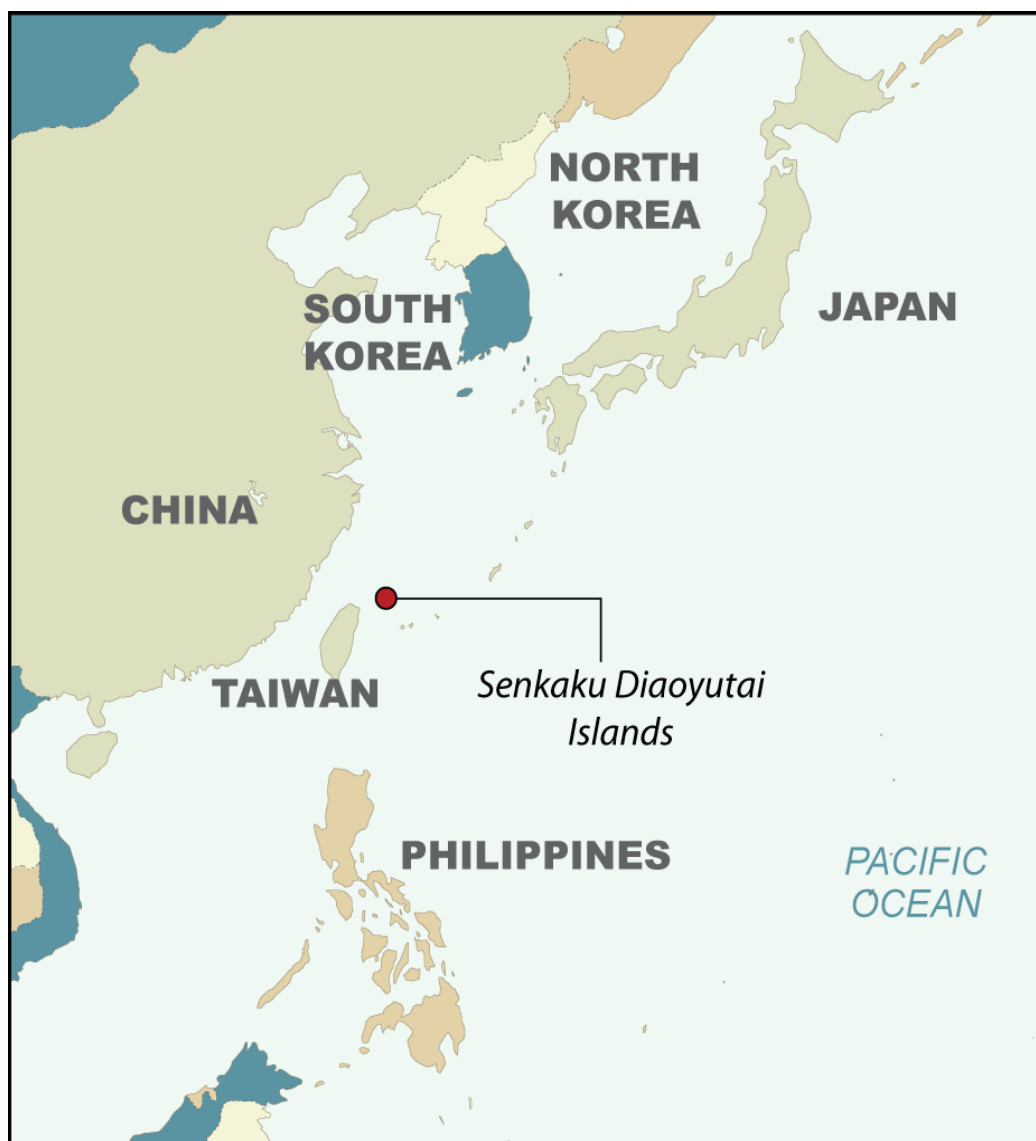 NORTH
KOREA
SOUTH
KOREA
JAPAN
CHINA
TAIWAN
Senkaku Diaoyutai
Islands
PHILIPPINES
PACIFIC
OCEAN